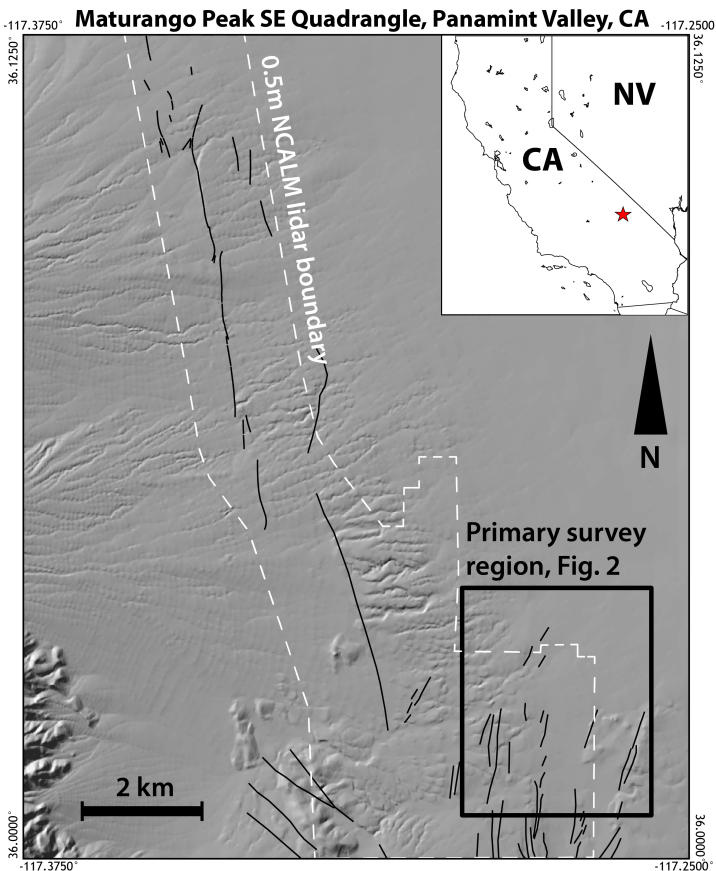 Maturango Peak SE Quadrangle, Panamint Valley, CA
-117.3750°
-117.2500
36.1250°
36.1250°
0.5m NCALM lidar boundary
NV
CA
N
Primary survey
region, Fig. 2
2 km
36.0000°
36.0000°
-117.3750°
-117.2500